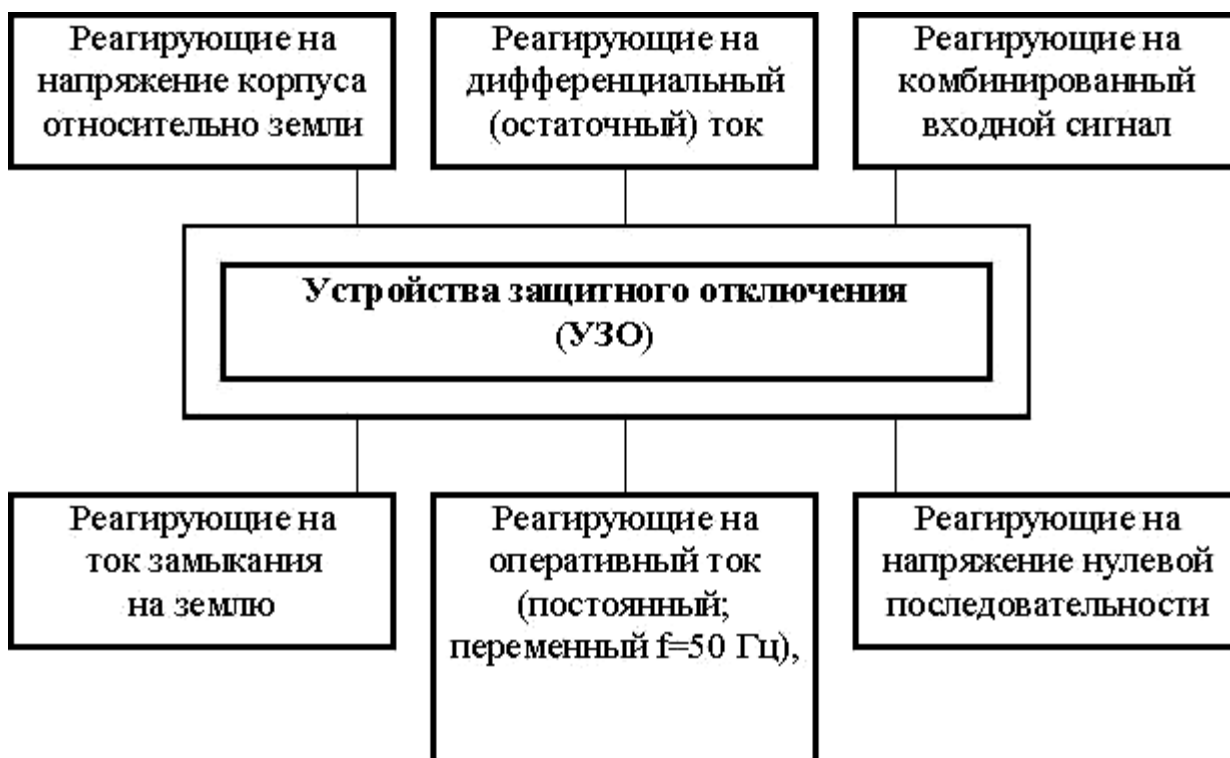 Реагирующие на
напряжение корпуса
относительно земли
Реагирующие на
дифференциальный
(остаточный) ток
Реагирующие на
комбинированный
входной сигнал
Устройства защитного отключения
(УЗО)
Реагирующие на
ток замыкания
на землю
Реагирующие на
оперативный ток
(постоянный;
переменный f=50 Гц),
Реагирующие на
напряжение нулевой
последовательности